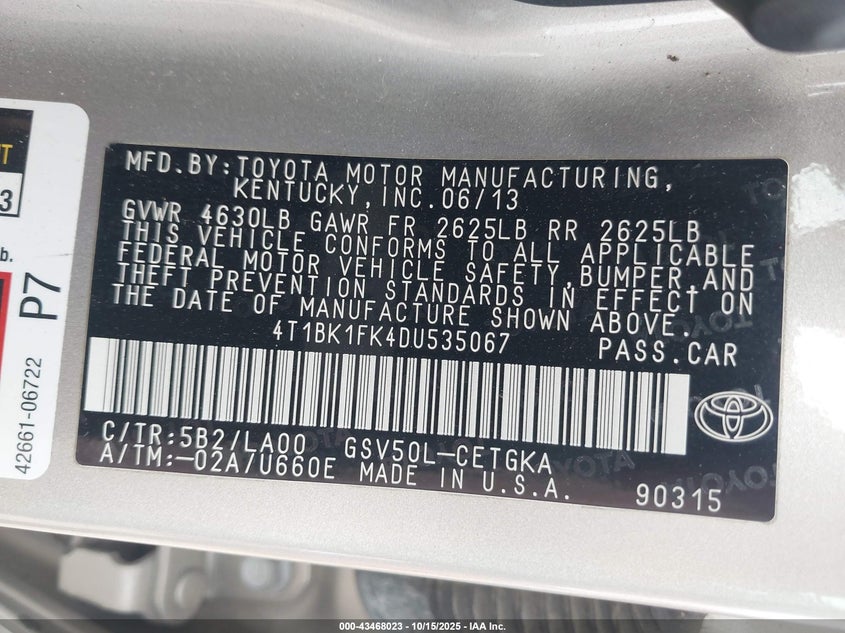 MFD.BY:TOYOTA MOTOR MANUFACTURING,
KENTUCKY,INC.06/13
GVWR 4630LB GAWR FR 2625LB RR 2625LB
THIS VEHICLE CONFORMS TO ALL APPLICABLE
FEDERAL MOTOR VEHICLE SAFETY,BUMPER,AND
THEFT PREVENTION STANDARDS IN EFFECT ON
THE DATE OF MANUFACTURE SHOWN ABOVE.
4T1BK1FK4DU535067 PASS.CAR
C/TR:5B2/LA00 GSV50L-CETGKA
A/TM:-02A/U660E MADE IN U.S.A. 90315
P7
42661-06722
000-43468023 - 10/15/2025 - IAA Inc.